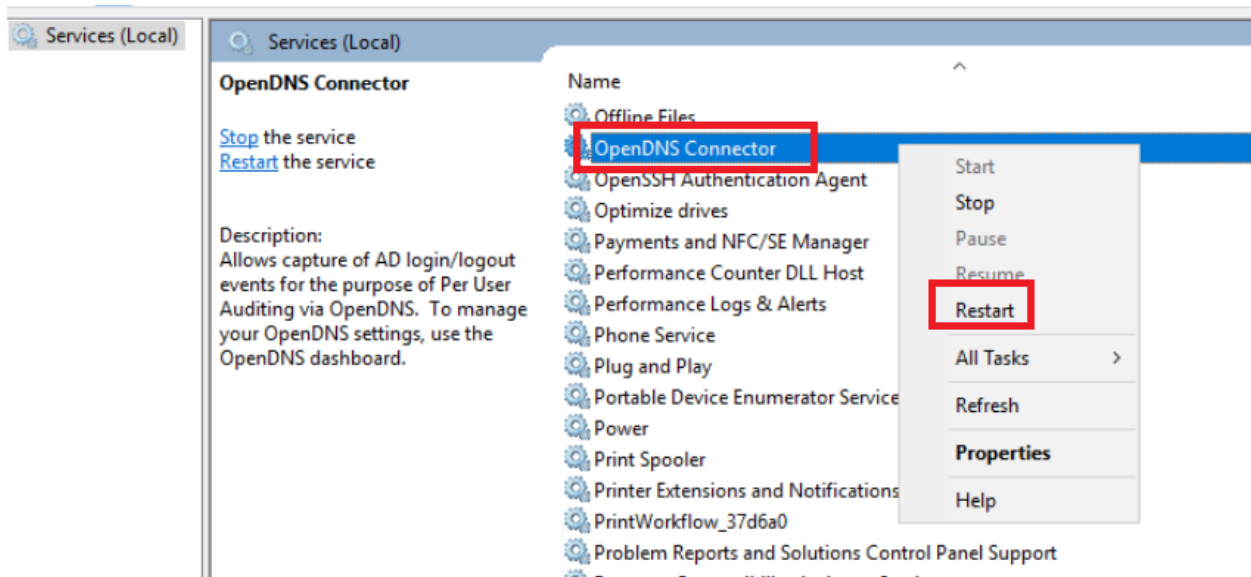 Services (Local)
Services (Local)
OpenDNS Connector
Stop the service
Restart the service
Description:
Allows capture of AD login/logout
events for the purpose of Per User
Auditing via OpenDNS. To manage
your OpenDNS settings, use the
OpenDNS dashboard.
Name
Offline Files
OpenDNS Connector
OpenSSH Authentication Agent
Optimize drives
Payments and NFC/SE Manager
Performance Counter DLL Host
Performance Logs & Alerts
Phone Service
Plug and Play
Portable Device Enumerator Service
Power
Print Spooler
Printer Extensions and Notifications
PrintWorkflow_37d6a0
Problem Reports and Solutions Control Panel Support
Start
Stop
Pause
Resume
Restart
All Tasks
Refresh
Properties
Help